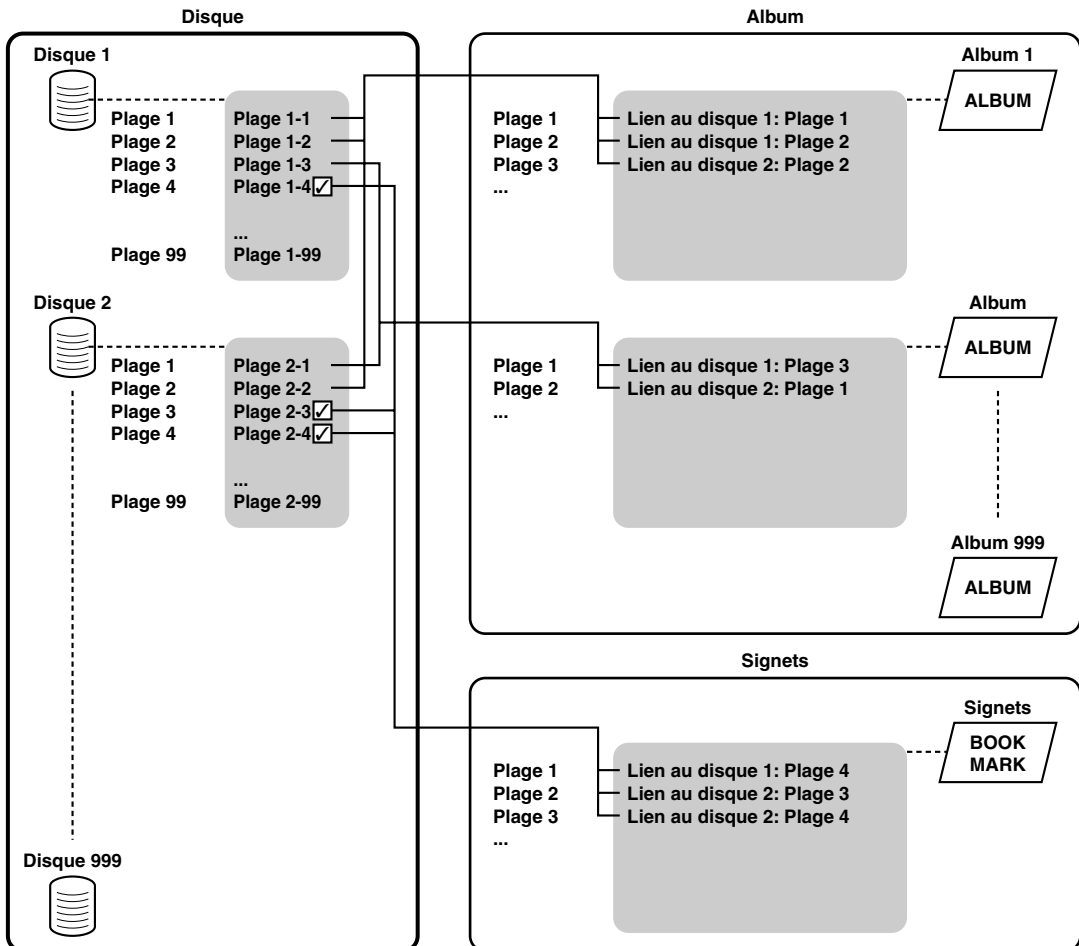 Disque
Disque 1
Plage 1 Plage 1-1
Plage 2 Plage 1-2
Plage 3 Plage 1-3
Plage 4 Plage 1-4
...
Plage 99 Plage 1-99
Disque 2
Plage 1 Plage 2-1
Plage 2 Plage 2-2
Plage 3 Plage 2-3
Plage 4 Plage 2-4
...
Plage 99 Plage 2-99
Disque 999
Album
Album 1
ALBUM
Plage 1 Lien au disque 1: Plage 1
Plage 2 Lien au disque 1: Plage 2
Plage 3 Lien au disque 2: Plage 2
...
Album
ALBUM
Plage 1 Lien au disque 1: Plage 3
Plage 2 Lien au disque 2: Plage 1
...
Album 999
ALBUM
Signets
Signets
BOOK
MARK
Plage 1 Lien au disque 1: Plage 4
Plage 2 Lien au disque 2: Plage 3
Plage 3 Lien au disque 2: Plage 4
...